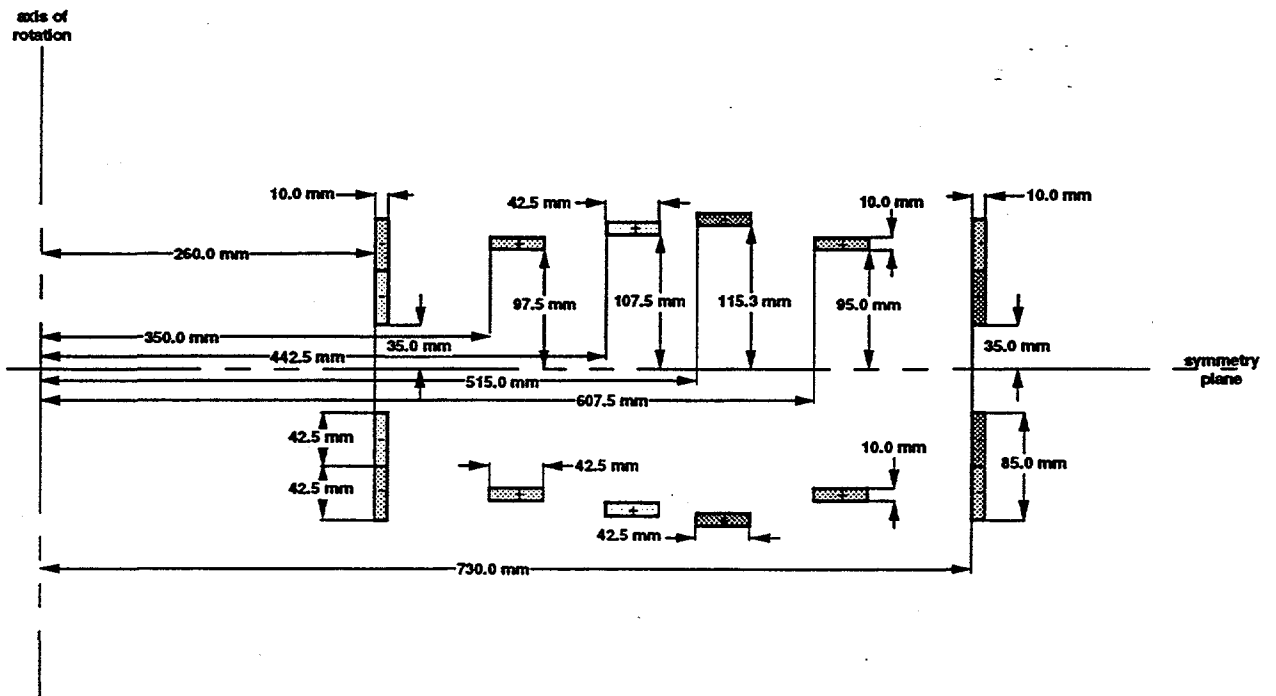 axis of
rotation
10.0 mm
42.5 mm
10.0 mm
10.0 mm
260.0 mm
97.5 mm
107.5 mm
115.3 mm
95.0 mm
350.0 mm
35.0 mm
35.0 mm
442.5 mm
symmetry
plane
515.0 mm
607.5 mm
42.5 mm
10.0 mm
42.5 mm
85.0 mm
42.5 mm
42.5 mm
730.0 mm